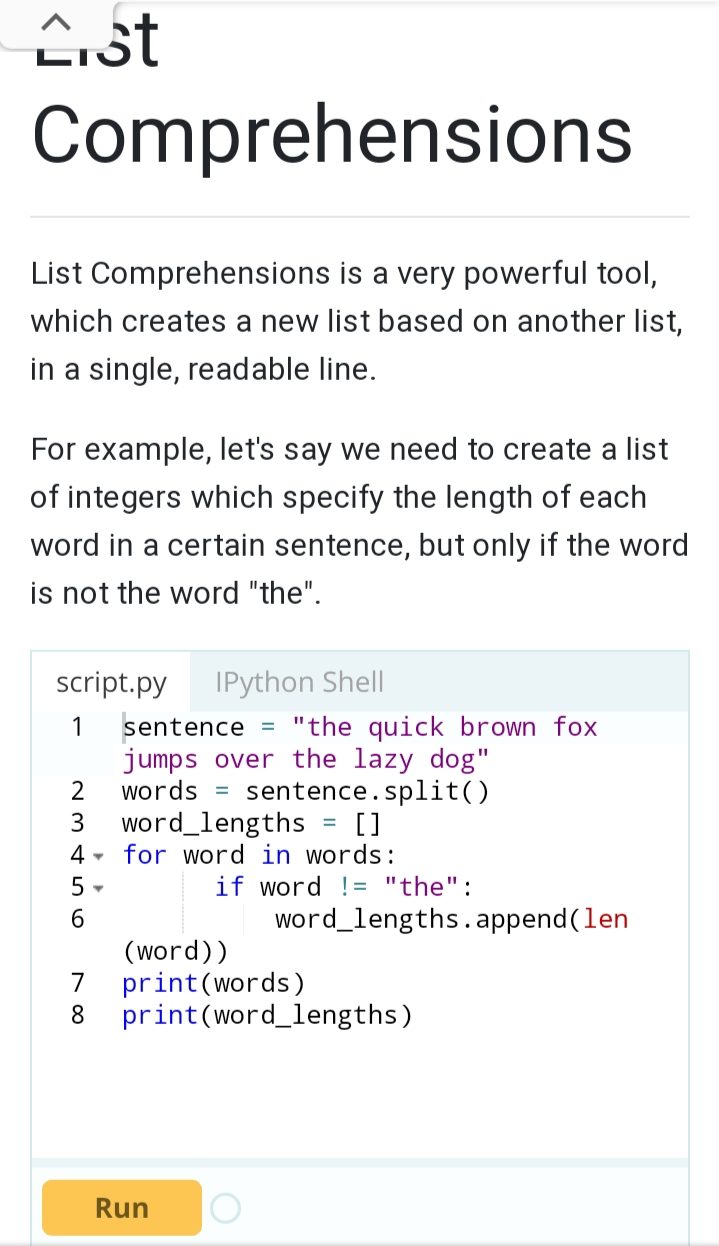 List
Comprehensions
List Comprehensions is a very powerful tool,
which creates a new list based on another list,
in a single, readable line.
For example, let's say we need to create a list
of integers which specify the length of each
word in a certain sentence, but only if the word
is not the word "the".
script.py IPython Shell
1 sentence = "the quick brown fox
jumps over the lazy dog"
2 words = sentence.split()
3 word_lengths = []
4 for word in words:
5 if word != "the":
6 word_lengths.append(len
(word))
7 print(words)
8 print(word_lengths)
Run